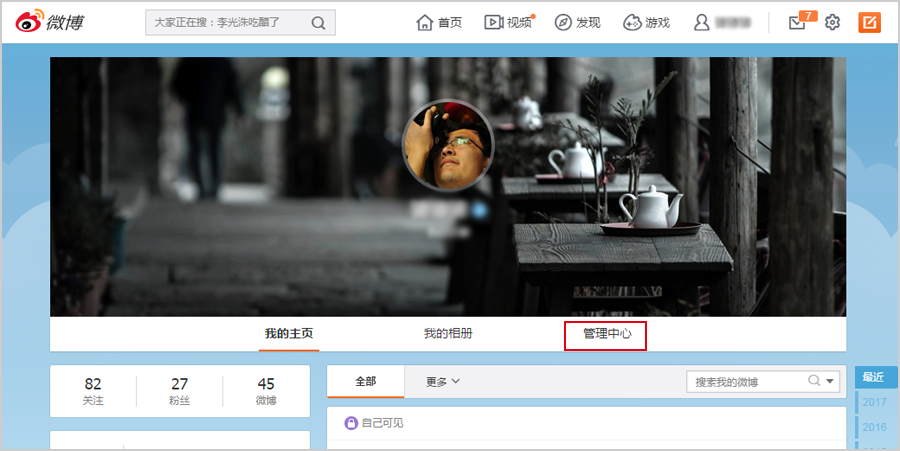 微博
大家正在搜：李光洙吃醋了
首页
视频
发现
游戏
7
我的主页
我的相册
管理中心
82
关注
27
粉丝
45
微博
全部
更多
搜索我的微博
自己可见
最近
2017
2016